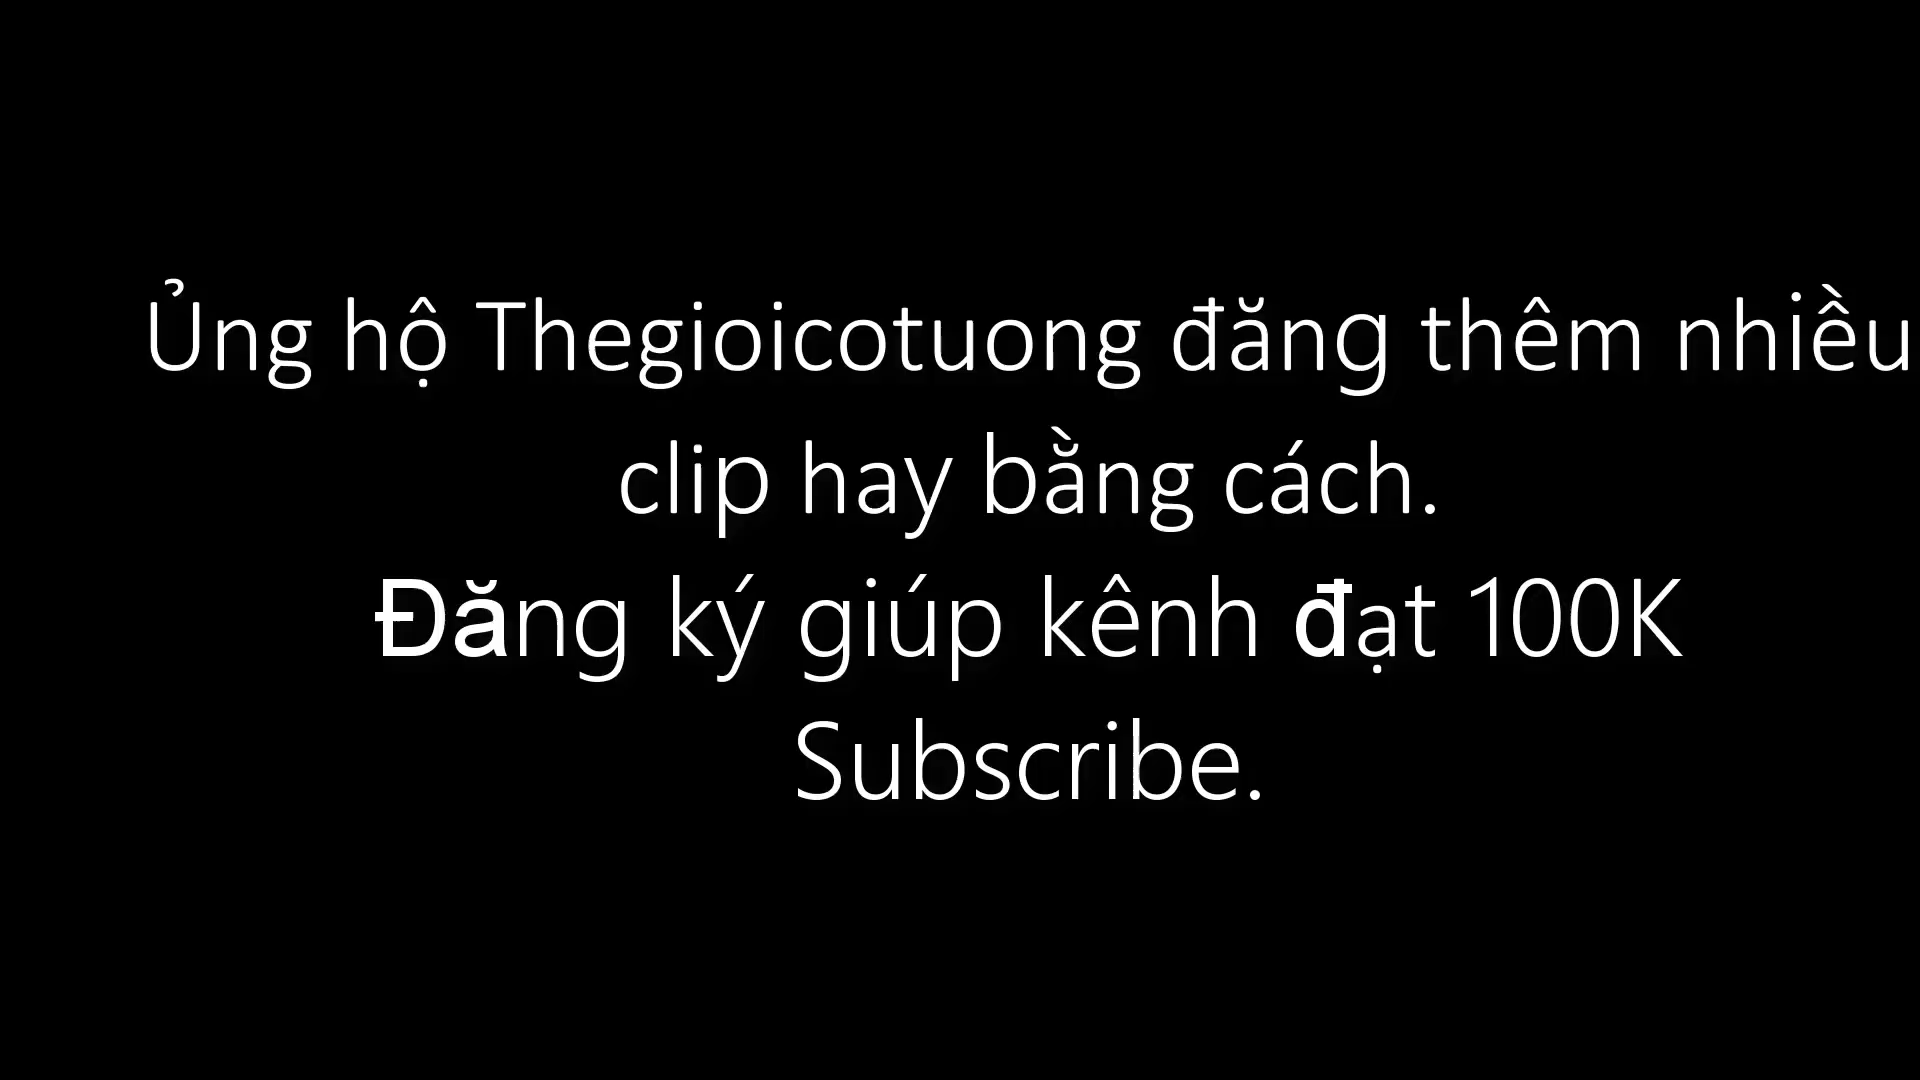 Ủng hộ Thegioicotuong đăng thêm nhiều
clip hay bằng cách.
Đăng ký giúp kênh đạt 100K
Subscribe.